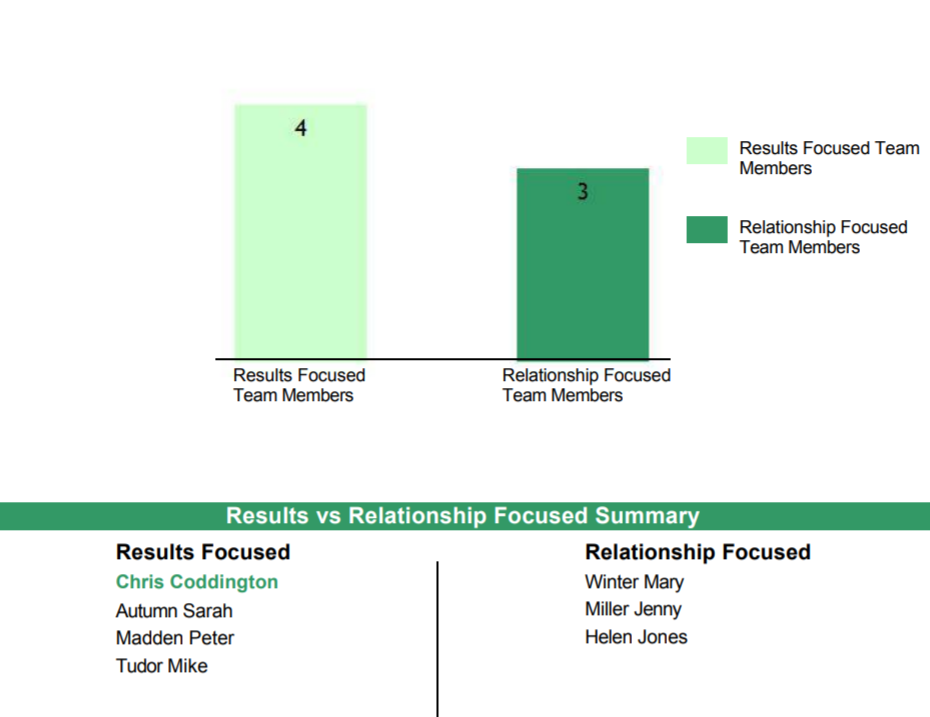 4
3
Results Focused Team
Members
Relationship Focused
Team Members
Results Focused
Team Members
Relationship Focused
Team Members
Results vs Relationship Focused Summary
Results Focused
Chris Coddington
Autumn Sarah
Madden Peter
Tudor Mike
Relationship Focused
Winter Mary
Miller Jenny
Helen Jones